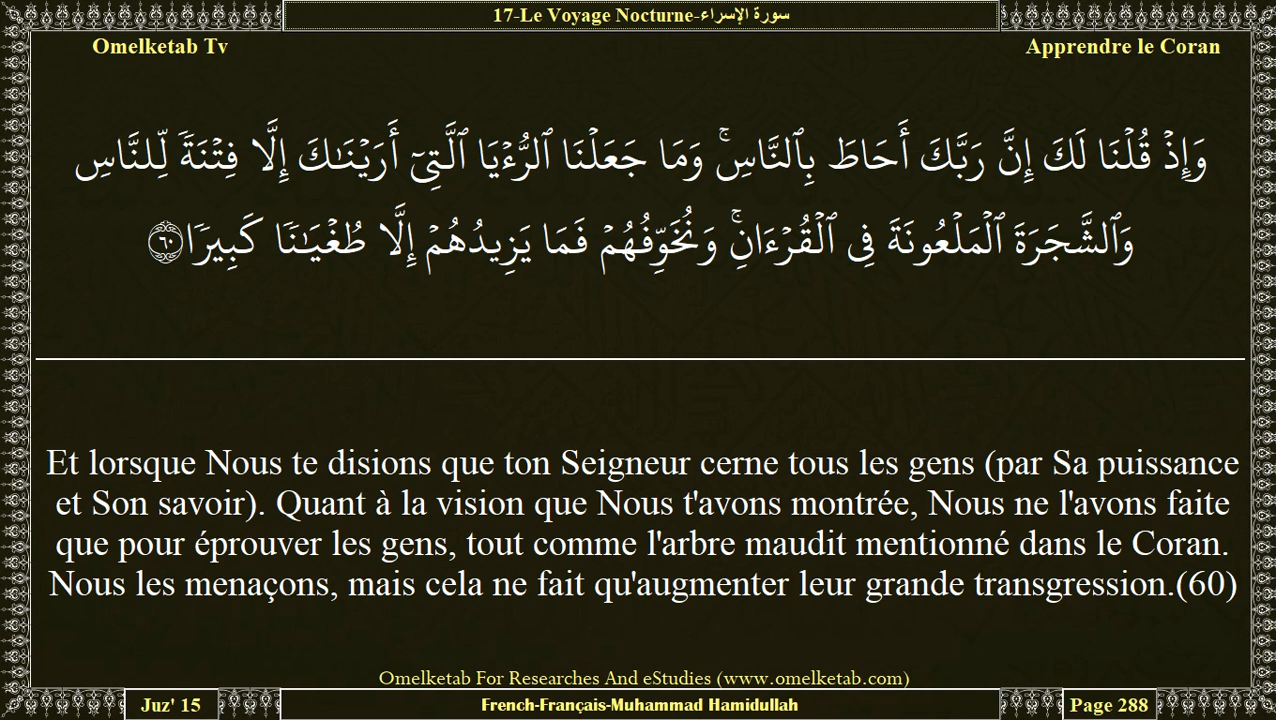 17-Le Voyage Nocturne-سورة الإسراء
Omelketab Tv
Apprendre le Coran
وَإِذۡ قُلۡنَا لَكَ إِنَّ رَبَّكَ أَحَاطَ بِٱلنَّاسِۚ وَمَا جَعَلۡنَا ٱلرُّءۡيَا ٱلَّتِيٓ أَرَيۡنَٰكَ إِلَّا فِتۡنَةٗ لِّلنَّاسِ
وَٱلشَّجَرَةَ ٱلۡمَلۡعُونَةَ فِي ٱلۡقُرۡءَانِۚ وَنُخَوِّفُهُمۡ فَمَا يَزِيدُهُمۡ إِلَّا طُغۡيَٰنٗا كَبِيرٗا ٦٠
Et lorsque Nous te disions que ton Seigneur cerne tous les gens (par Sa puissance
et Son savoir). Quant à la vision que Nous t'avons montrée, Nous ne l'avons faite
que pour éprouver les gens, tout comme l'arbre maudit mentionné dans le Coran.
Nous les menaçons, mais cela ne fait qu'augmenter leur grande transgression.(60)
Omelketab For Researches And eStudies (www.omelketab.com)
Juz' 15
French-Français-Muhammad Hamidullah
Page 288